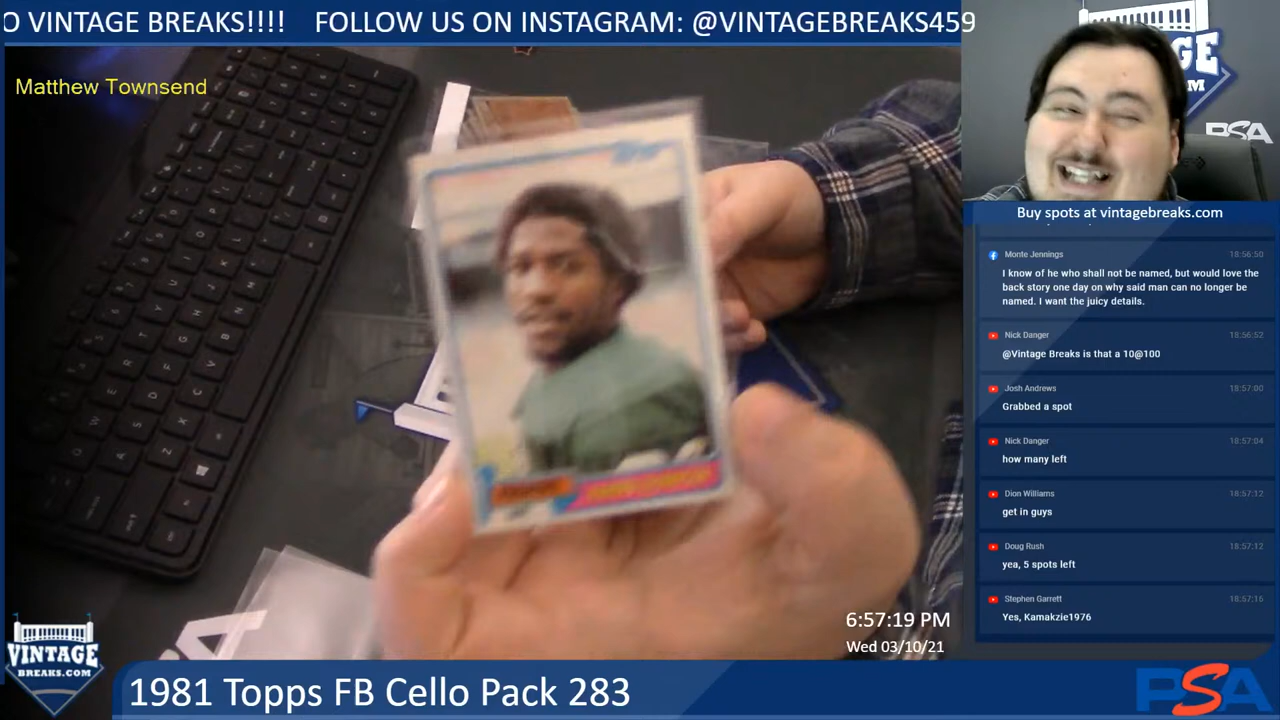 O VINTAGE BREAKS!!!! FOLLOW US ON INSTAGRAM: @VINTAGEBREAKS459
Matthew Townsend
PSA
Buy spots at vintagebreaks.com
Monte Jennings 18:56:50
I know of he who shall not be named, but would love the
back story one day on why said man can no longer be
named. I want the juicy details.
Nick Danger 18:56:52
@Vintage Breaks is that a 10@100
Josh Andrews 18:57:00
Grabbed a spot
Nick Danger 18:57:04
how many left
Dion Williams 18:57:12
get in guys
Doug Rush 18:57:12
yea, 5 spots left
Stephen Garrett 18:57:16
Yes, Kamakzie1976
6:57:19 PM
Wed 03/10/21
VINTAGE
BREAKS.COM
1981 Topps FB Cello Pack 283
PSA